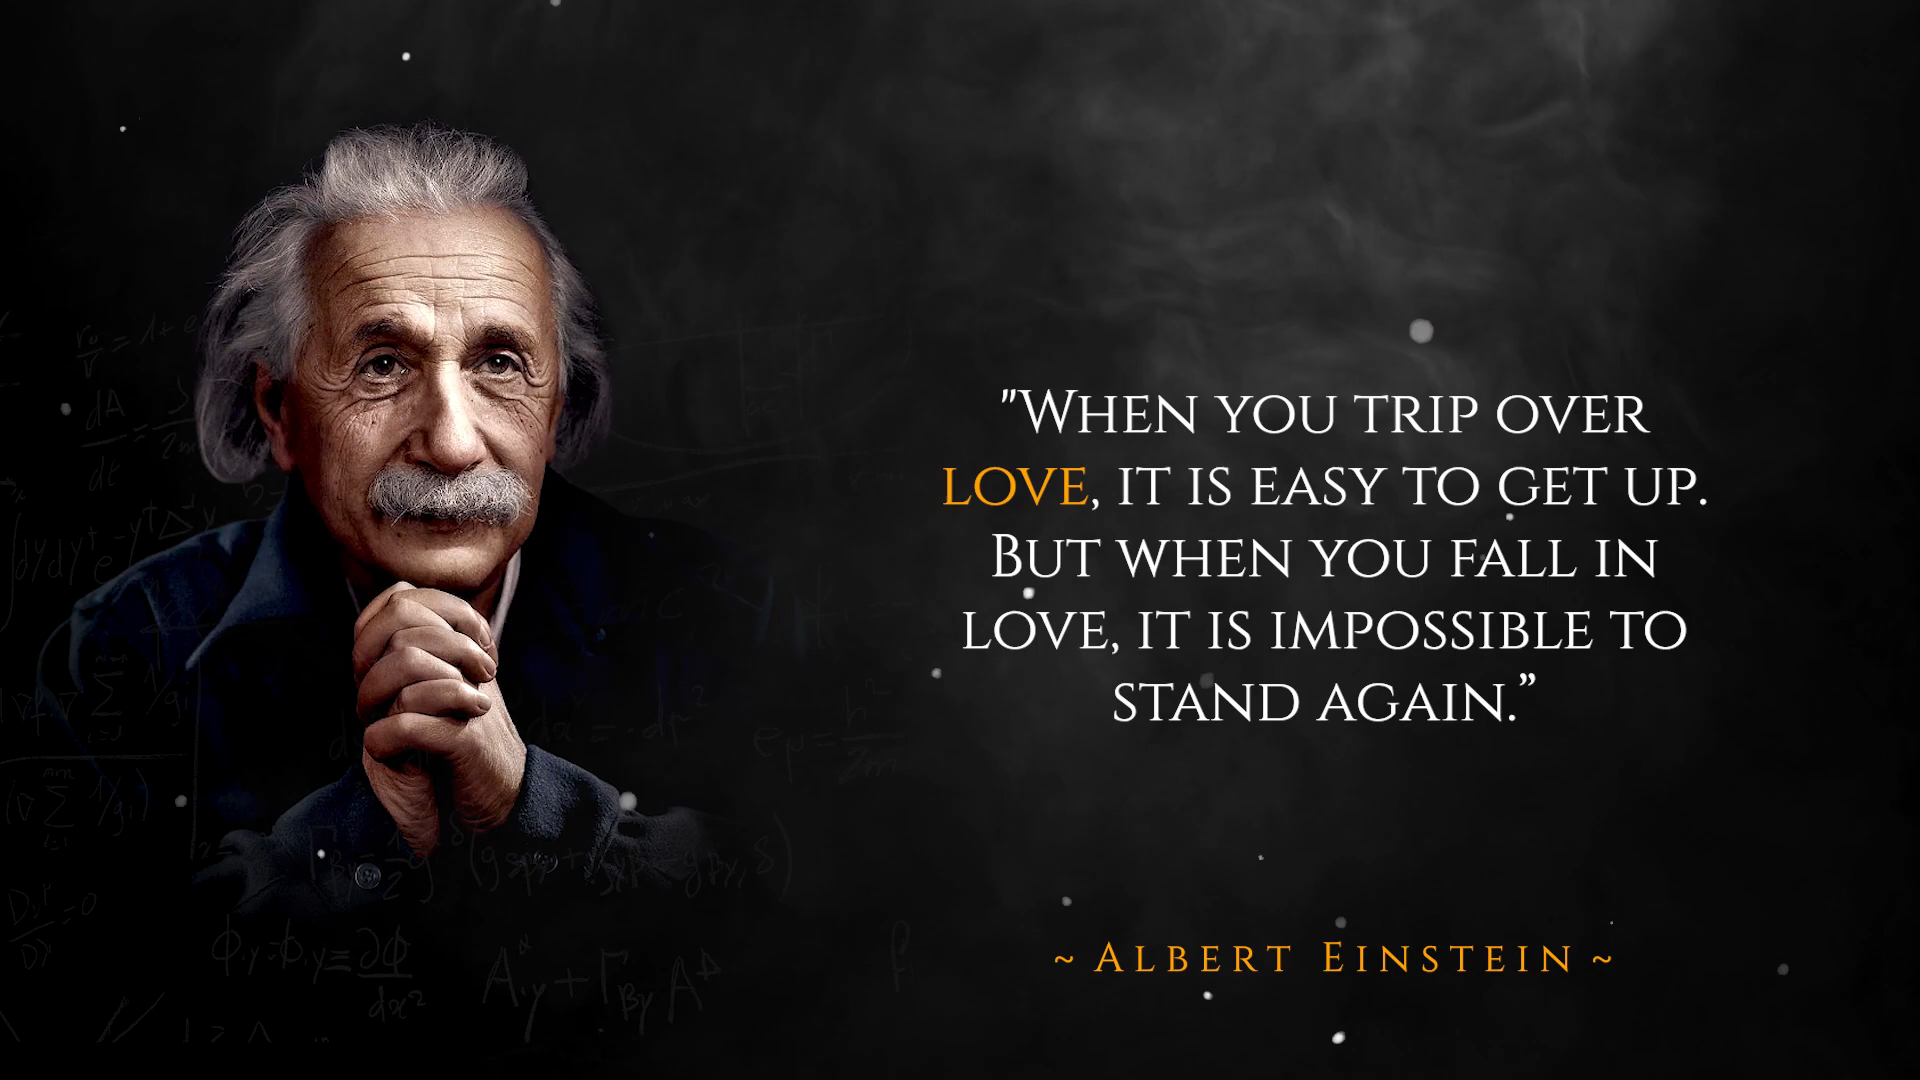 "When you trip over
love, it is easy to get up.
But when you fall in
love, it is impossible to
stand again.”
~ Albert Einstein ~